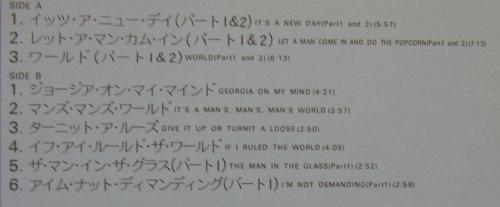 SIDE A
1. イッツ・ア・ニュー・デイ(パートI&2) IT'S A NEW DAY(Part1 and 2)(5:57)
2. レット・ア・マン・カム・イン(パートI&2) LET A MAN COME IN AND DO THE POPCORN(Part1 and 2)(7:13)
3. ワールド(パートI&2) WORLD(Part1 and 2)(6:13)
SIDE B
1. ジョージア・オン・マイ・マインド GEORGIA ON MY MIND(4:21)
2. マンズ・マンズ・ワールド IT'S A MAN'S, MAN'S, MAN'S WORLD(2:57)
3. ターニット・ア・ルーズ GIVE IT UP OR TURNIT A LOOSE(2:50)
4. イフ・アイ・ルールド・ザ・ワールド IF I RULED THE WORLD(4:05)
5. ザ・マン・イン・ザ・グラス(パートI) THE MAN IN THE GLASS(Part1)(2:52)
6. アイム・ナット・ディマンディング(パートI) I'M NOT DEMANDING(Part1)(2:59)